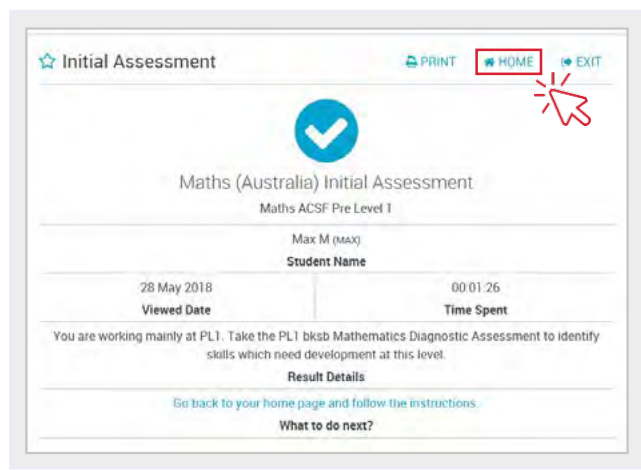 Initial Assessment PRINT HOME EXIT
Maths (Australia) Initial Assessment
Maths ACSF Pre Level 1
Max M (MAX)
Student Name
28 May 2018 00:01:26
Viewed Date Time Spent
You are working mainly at PL1. Take the PL1 bksb Mathematics Diagnostic Assessment to identify
skills which need development at this level.
Result Details
Go back to your home page and follow the instructions.
What to do next?